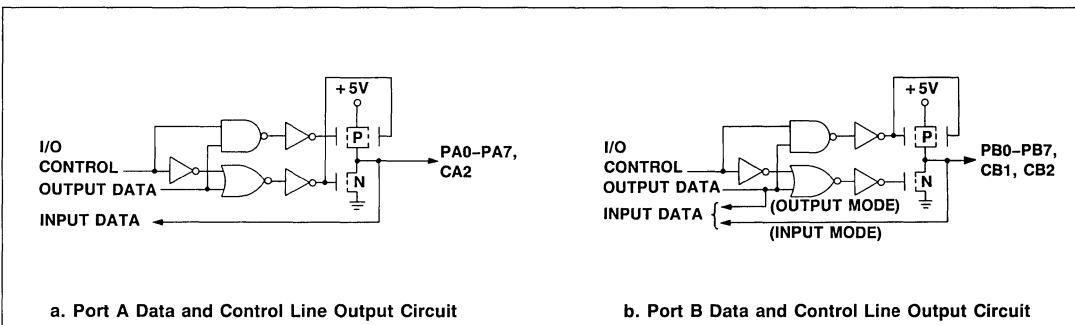 +5V
P
N
I/O
CONTROL
OUTPUT DATA
INPUT DATA
PA0–PA7,
CA2
a. Port A Data and Control Line Output Circuit
+5V
P
N
I/O
CONTROL
OUTPUT DATA
INPUT DATA
(OUTPUT MODE)
(INPUT MODE)
PB0–PB7,
CB1, CB2
b. Port B Data and Control Line Output Circuit